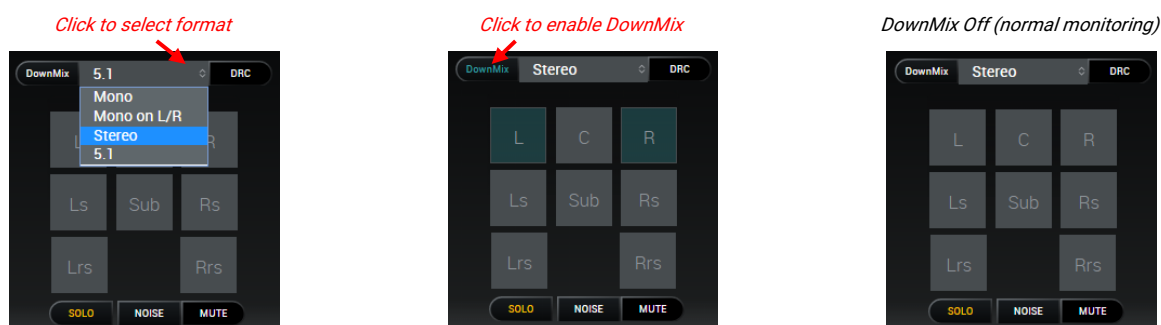 Click to select format
DownMix 5.1 DRC
Mono
Mono on L/R
Stereo
5.1
L R
Ls Sub Rs
Lrs Rrs
SOLO NOISE MUTE
Click to enable DownMix
DownMix Stereo DRC
L C R
Ls Sub Rs
Lrs Rrs
SOLO NOISE MUTE
DownMix Off (normal monitoring)
DownMix Stereo DRC
L C R
Ls Sub Rs
Lrs Rrs
SOLO NOISE MUTE